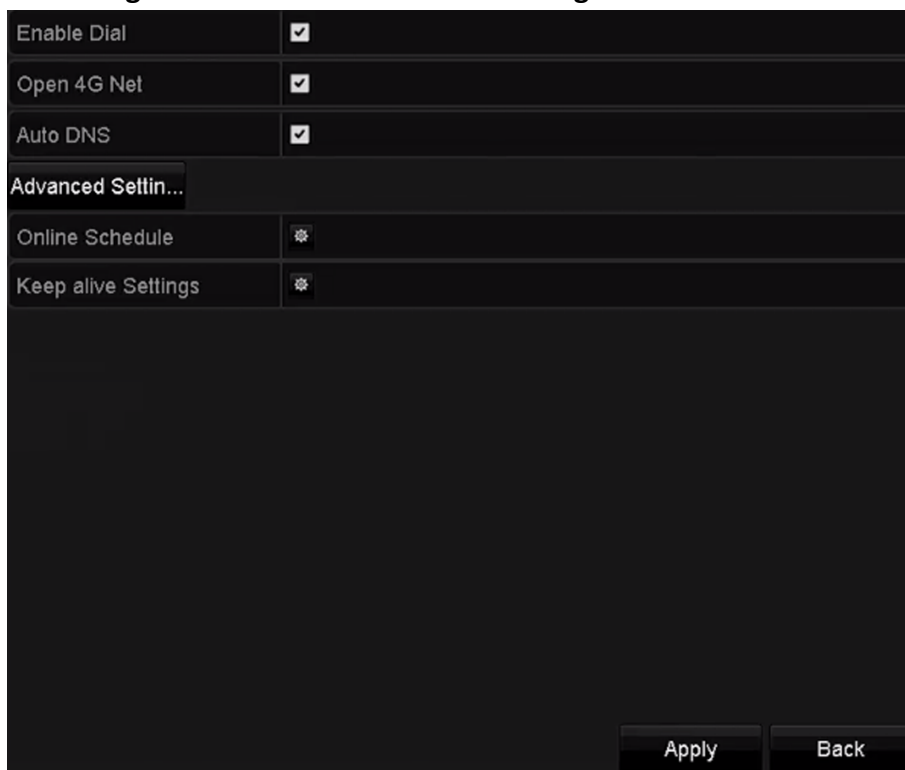 Enable Dial
Open 4G Net
Auto DNS
Advanced Settin...
Online Schedule
Keep alive Settings
Apply Back